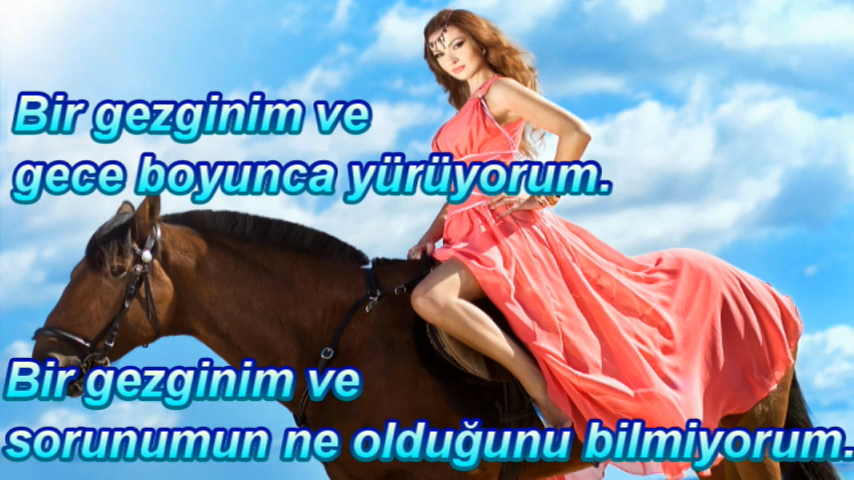 Bir gezginim ve
gece boyunca yürüyorum.
Bir gezginim ve
sorunumun ne olduğunu bilmiyorum.